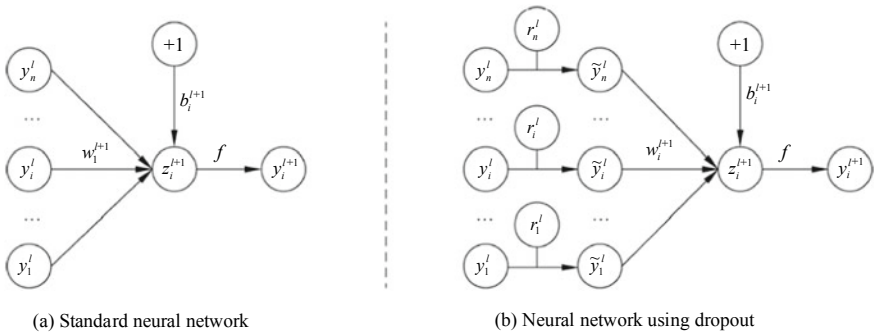 +1
y_n^l
b_i^{l+1}
...
w_1^{l+1}
f
y_i^l
z_i^{l+1}
y_i^{l+1}
...
y_1^l
(a) Standard neural network
r_n^l
+1
y_n^l
ỹ_n^l
b_i^{l+1}
...
r_i^l
...
w_i^{l+1}
f
y_i^l
ỹ_i^l
z_i^{l+1}
y_i^{l+1}
...
r_1^l
...
y_1^l
ỹ_1^l
(b) Neural network using dropout